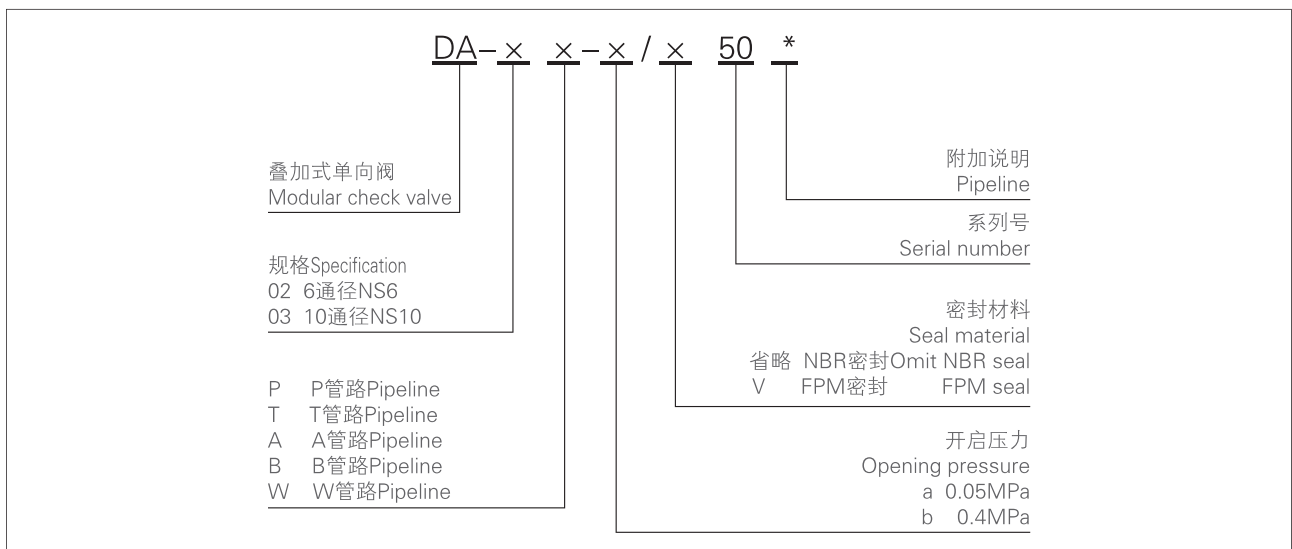 DA-× ×-×/× 50 *
叠加式单向阀
Modular check valve
规格Specification
02 6通径NS6
03 10通径NS10
P P管路Pipeline
T T管路Pipeline
A A管路Pipeline
B B管路Pipeline
W W管路Pipeline
附加说明
Pipeline
系列号
Serial number
密封材料
Seal material
省略 NBR密封Omit NBR seal
V FPM密封 FPM seal
开启压力
Opening pressure
a 0.05MPa
b 0.4MPa